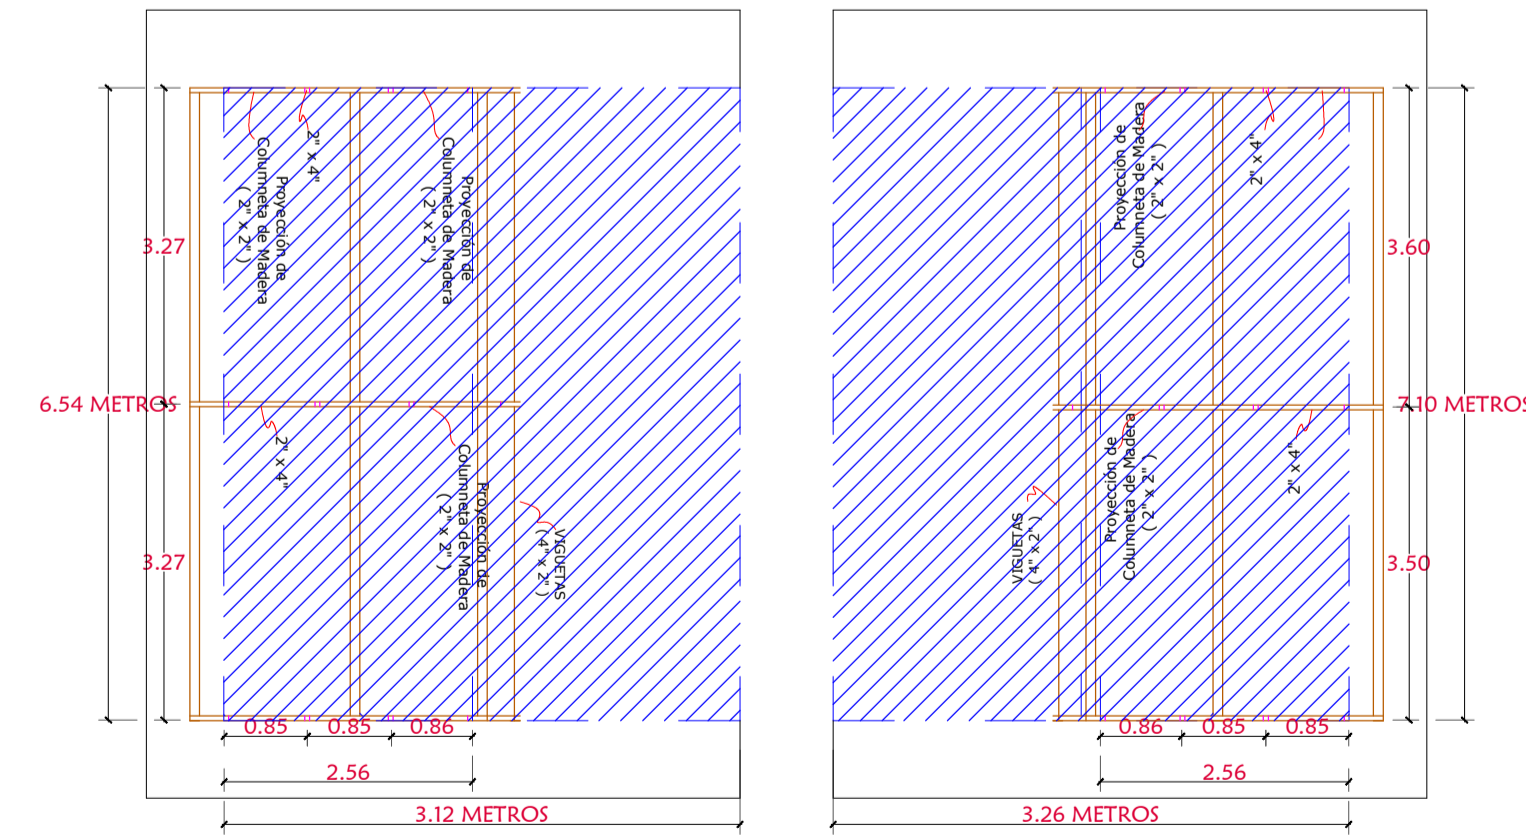 2" x 4"
Proyección de
Columneta de Madera
( 2" x 2" )
Proyección de
Columneta de Madera
( 2" x 2" )
3.27
6.54 METROS
2" x 4"
Proyección de
Columneta de Madera
( 2" x 2" )
VIGUETAS
( 4" x 2" )
3.27
0.85
0.85
0.86
2.56
3.12 METROS
Proyección de
Columneta de Madera
( 2" x 2" )
2" x 4"
3.60
7.10 METROS
Proyección de
Columneta de Madera
( 2" x 2" )
2" x 4"
VIGUETAS
( 4" x 2" )
3.50
0.86
0.85
0.85
2.56
3.26 METROS